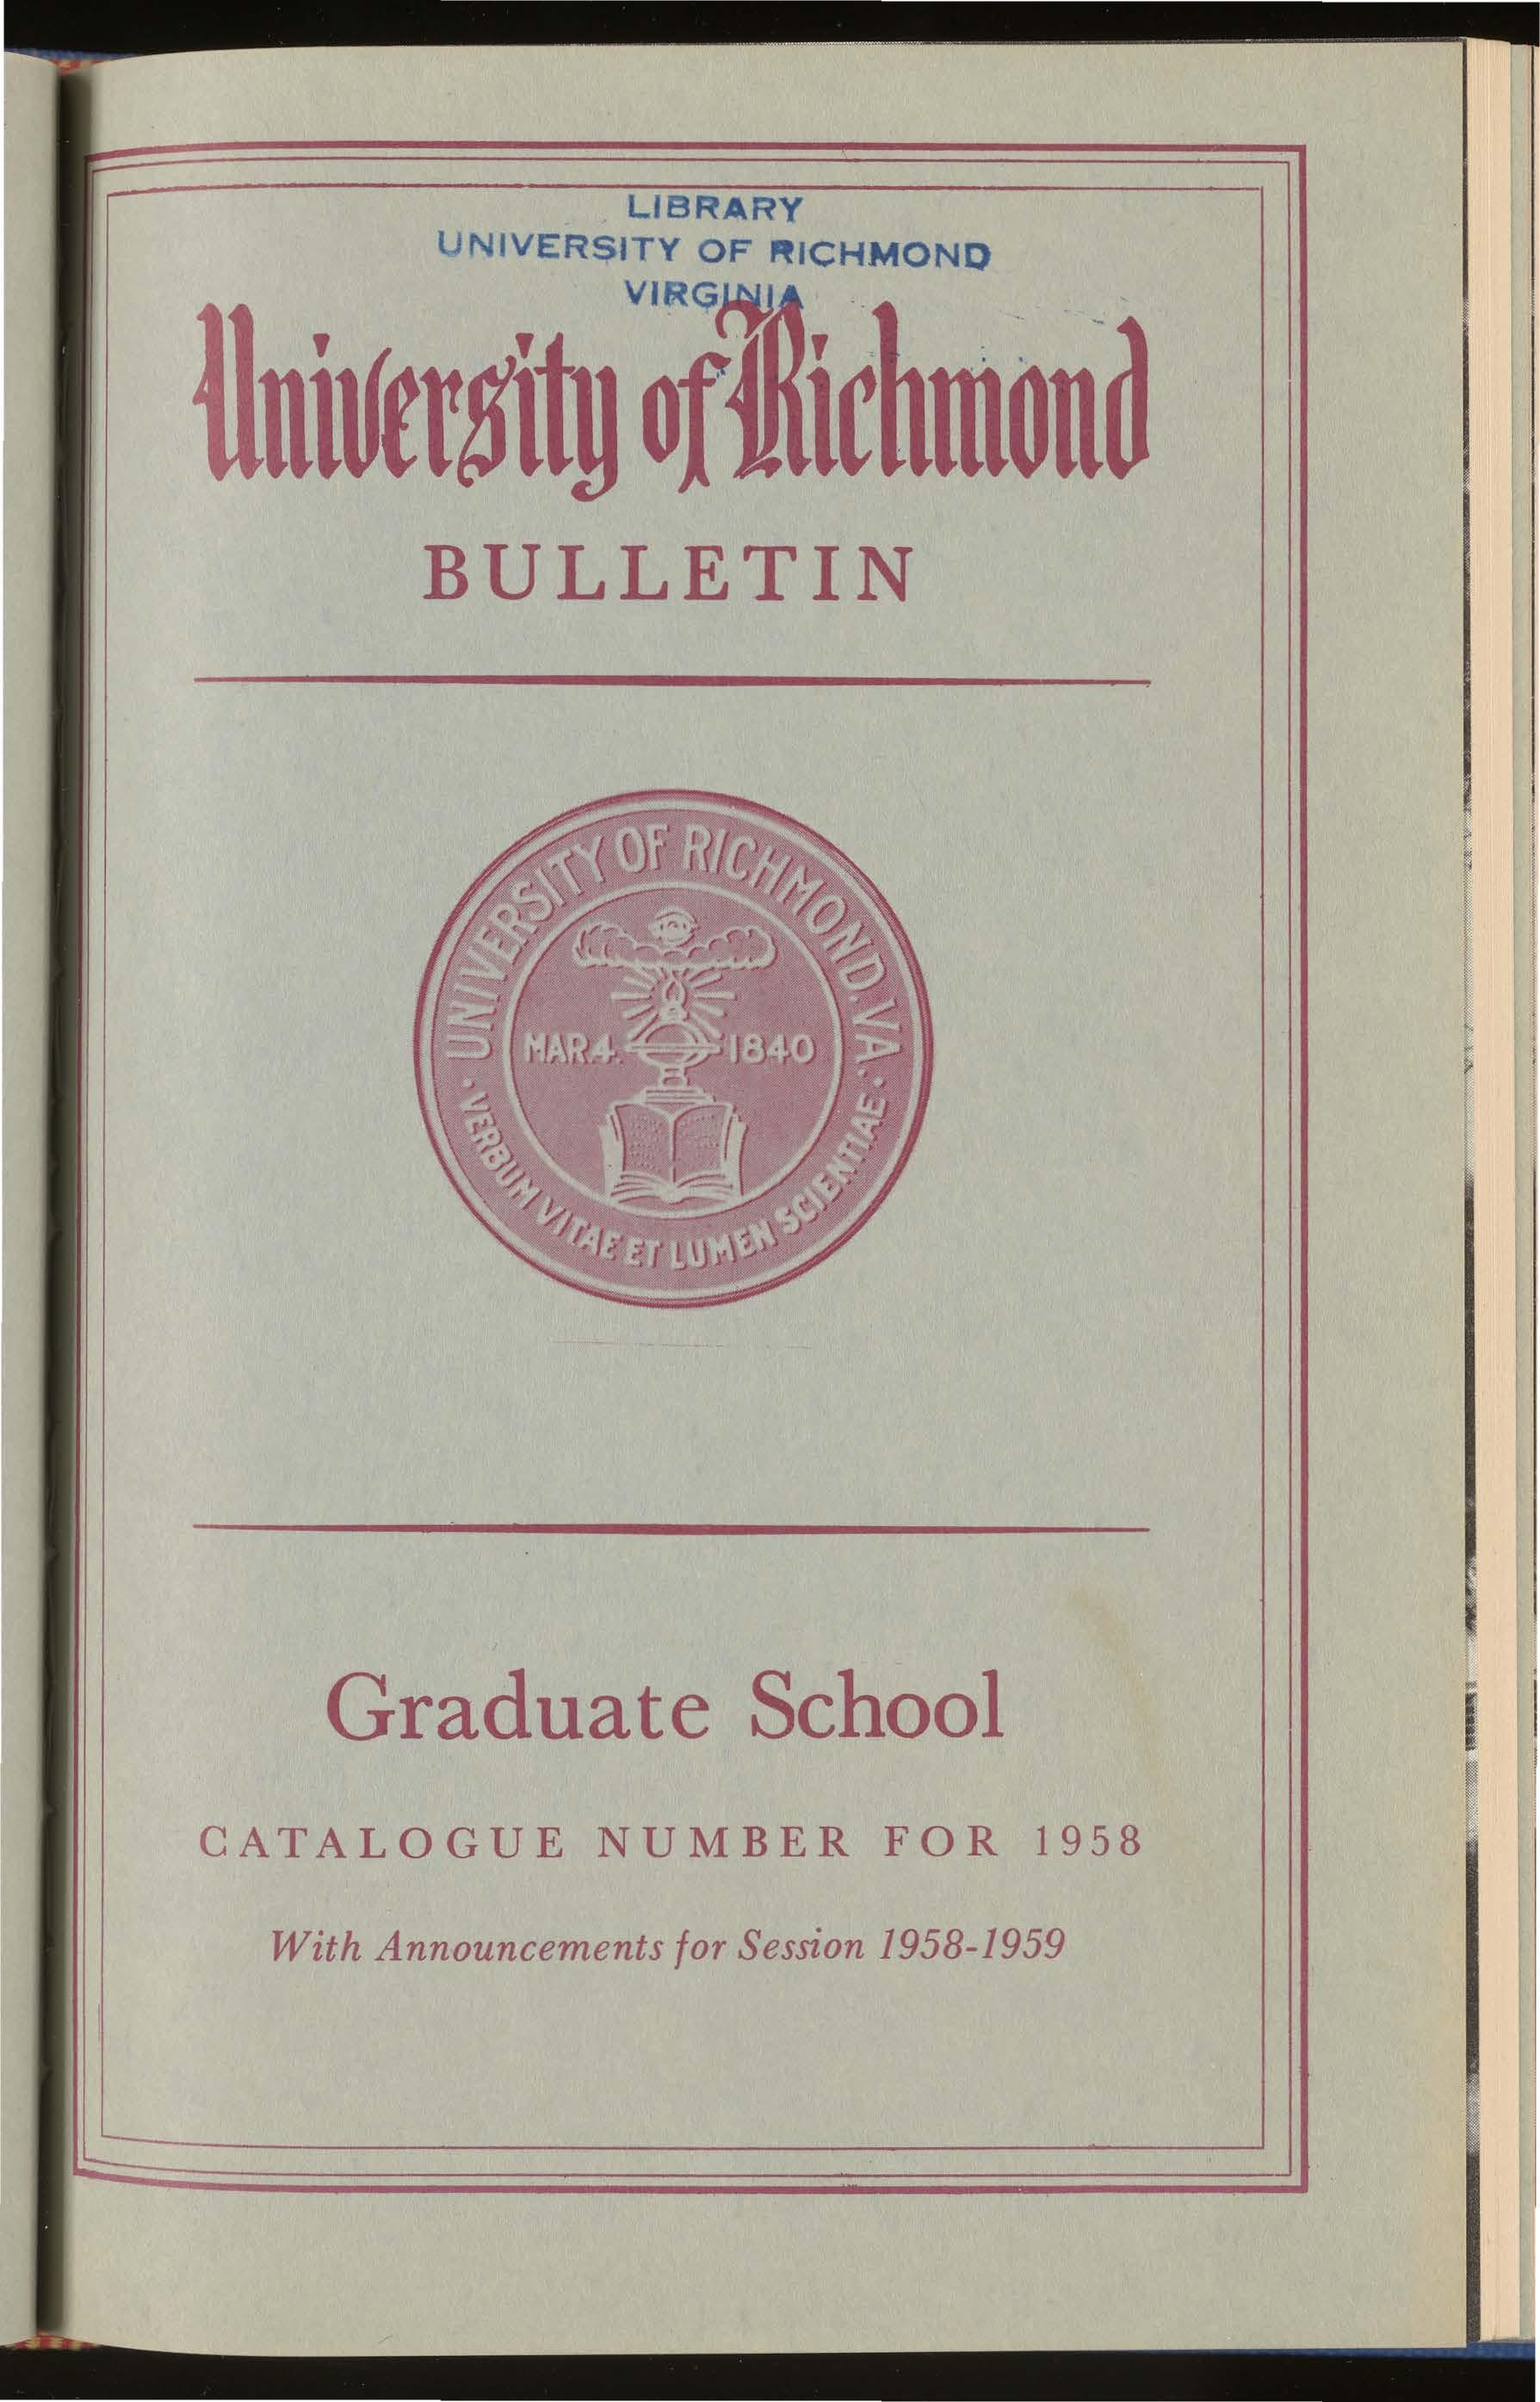 LIBRARY
UNIVERSITY OF RICHMOND
VIRGINIA
University of Richmond
BULLETIN
UNIVERSITY OF RICHMOND, VA.
MAR. 4. 1840
· VERBUM VITAE ET LUMEN SCIENTIAE ·
Graduate School
CATALOGUE NUMBER FOR 1958
With Announcements for Session 1958-1959